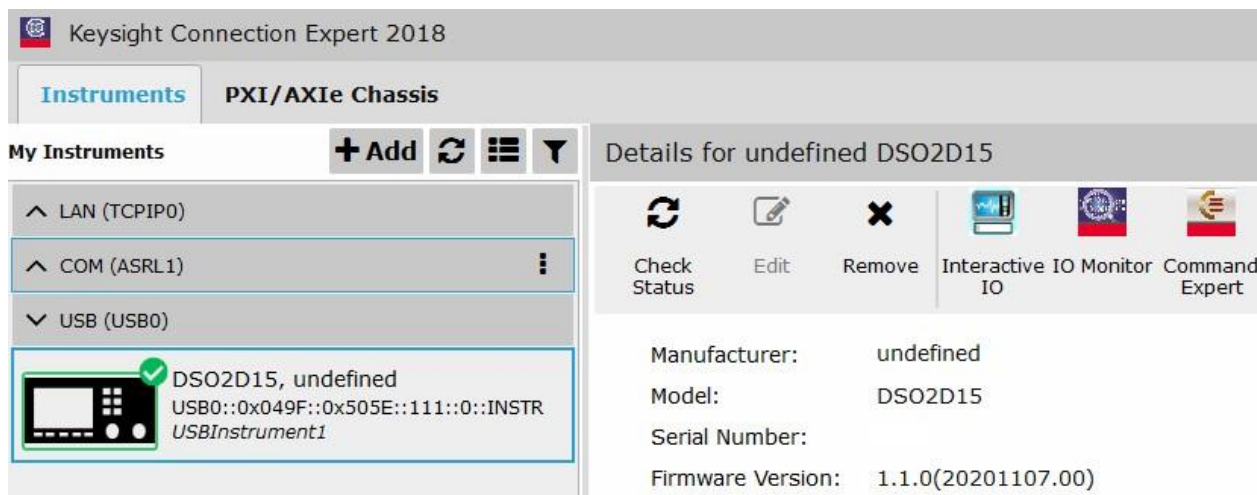 Keysight Connection Expert 2018
Instruments PXI/AXIe Chassis
My Instruments
Add
LAN (TCPIP0)
COM (ASRL1)
USB (USB0)
DSO2D15, undefined
USB0::0x049F::0x505E::111::0::INSTR
USBInstrument1
Details for undefined DSO2D15
Check Status
Edit
Remove
Interactive IO
IO Monitor
Command Expert
Manufacturer: undefined
Model: DSO2D15
Serial Number:
Firmware Version: 1.1.0(20201107.00)